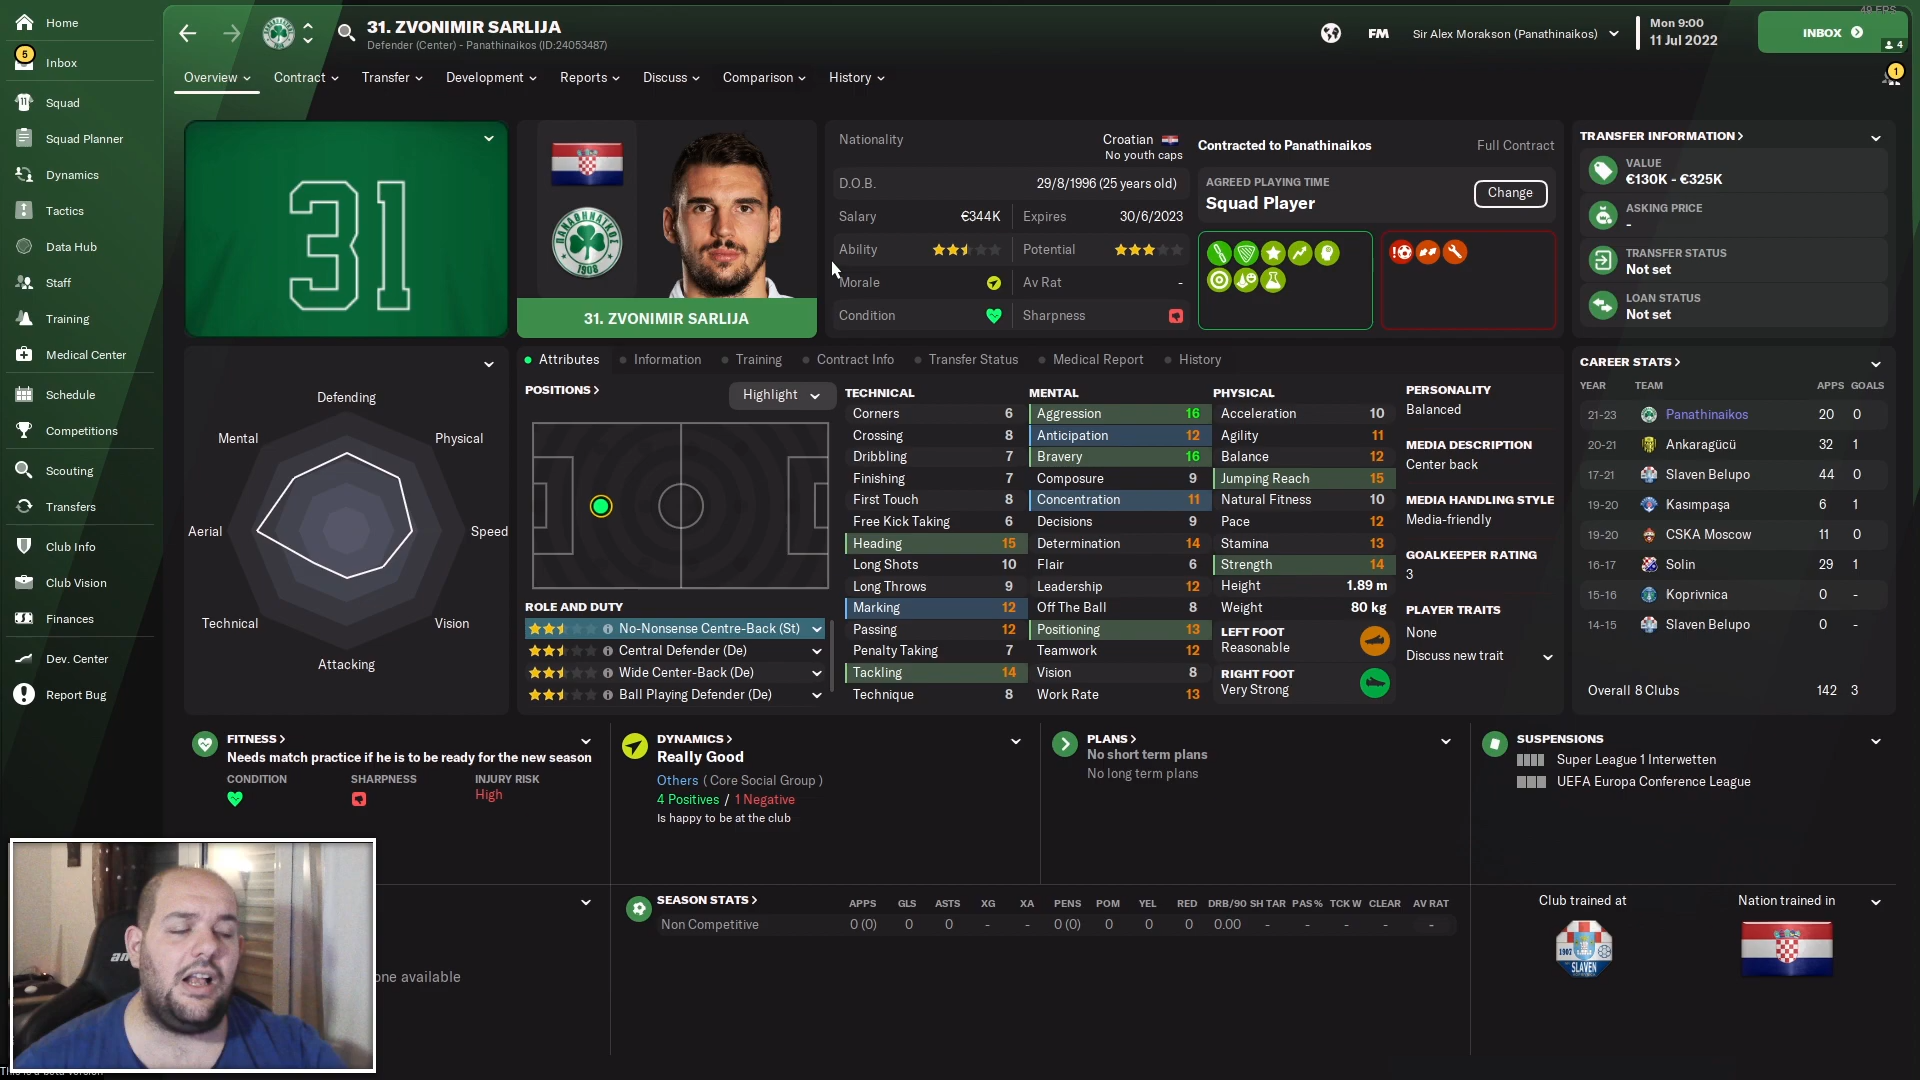 49 FPS
31. ZVONIMIR SARLIJA
Defender (Center) - Panathinaikos (ID:24053487)
FM
Sir Alex Morakson (Panathinaikos)
Mon 9:00
11 Jul 2022
INBOX
4
1
Home
5
Inbox
Squad
Squad Planner
Dynamics
Tactics
Data Hub
Staff
Training
Medical Center
Schedule
Competitions
Scouting
Transfers
Club Info
Club Vision
Finances
Dev. Center
Report Bug
Overview
Contract
Transfer
Development
Reports
Discuss
Comparison
History
31
ΠΑΝΑΘΗΝΑΪΚΟΣ
1908
31. ZVONIMIR SARLIJA
Nationality
Croatian
No youth caps
D.O.B.
29/8/1996 (25 years old)
Salary €344K
Expires 30/6/2023
Ability
Potential
Morale
Av Rat -
Condition
Sharpness
Contracted to Panathinaikos
Full Contract
AGREED PLAYING TIME
Squad Player
Change
TRANSFER INFORMATION >
VALUE
€130K - €325K
ASKING PRICE
-
TRANSFER STATUS
Not set
LOAN STATUS
Not set
Defending
Mental
Physical
Aerial
Speed
Technical
Vision
Attacking
Attributes
Information
Training
Contract Info
Transfer Status
Medical Report
History
POSITIONS >
Highlight
ROLE AND DUTY
No-Nonsense Centre-Back (St)
Central Defender (De)
Wide Center-Back (De)
Ball Playing Defender (De)
TECHNICAL
Corners 6
Crossing 8
Dribbling 7
Finishing 7
First Touch 8
Free Kick Taking 6
Heading 15
Long Shots 10
Long Throws 9
Marking 12
Passing 12
Penalty Taking 7
Tackling 14
Technique 8
MENTAL
Aggression 16
Anticipation 12
Bravery 16
Composure 9
Concentration 11
Decisions 9
Determination 14
Flair 6
Leadership 12
Off The Ball 8
Positioning 13
Teamwork 12
Vision 8
Work Rate 13
PHYSICAL
Acceleration 10
Agility 11
Balance 12
Jumping Reach 15
Natural Fitness 10
Pace 12
Stamina 13
Strength 14
Height 1.89 m
Weight 80 kg
LEFT FOOT
Reasonable
RIGHT FOOT
Very Strong
PERSONALITY
Balanced
MEDIA DESCRIPTION
Center back
MEDIA HANDLING STYLE
Media-friendly
GOALKEEPER RATING
3
PLAYER TRAITS
None
Discuss new trait
CAREER STATS >
YEAR TEAM APPS GOALS
21-23 Panathinaikos 20 0
20-21 Ankaragücü 32 1
17-21 Slaven Belupo 44 0
19-20 Kasımpaşa 6 1
19-20 CSKA Moscow 11 0
16-17 Solin 29 1
15-16 Koprivnica 0 -
14-15 Slaven Belupo 0 -
Overall 8 Clubs 142 3
FITNESS >
Needs match practice if he is to be ready for the new season
CONDITION
SHARPNESS
INJURY RISK
High
DYNAMICS >
Really Good
Others ( Core Social Group )
4 Positives / 1 Negative
Is happy to be at the club
PLANS >
No short term plans
No long term plans
SUSPENSIONS
Super League 1 Interwetten
UEFA Europa Conference League
one available
SEASON STATS >
APPS GLS ASTS XG XA PENS POM YEL RED DRB/90 SH TAR PAS % TCK W CLEAR AV RAT
Non Competitive 0 (0) 0 0 - - 0 (0) 0 0 0 0.00 - - - - -
Club trained at
1907
SLAVEN
Nation trained in
This is a beta version